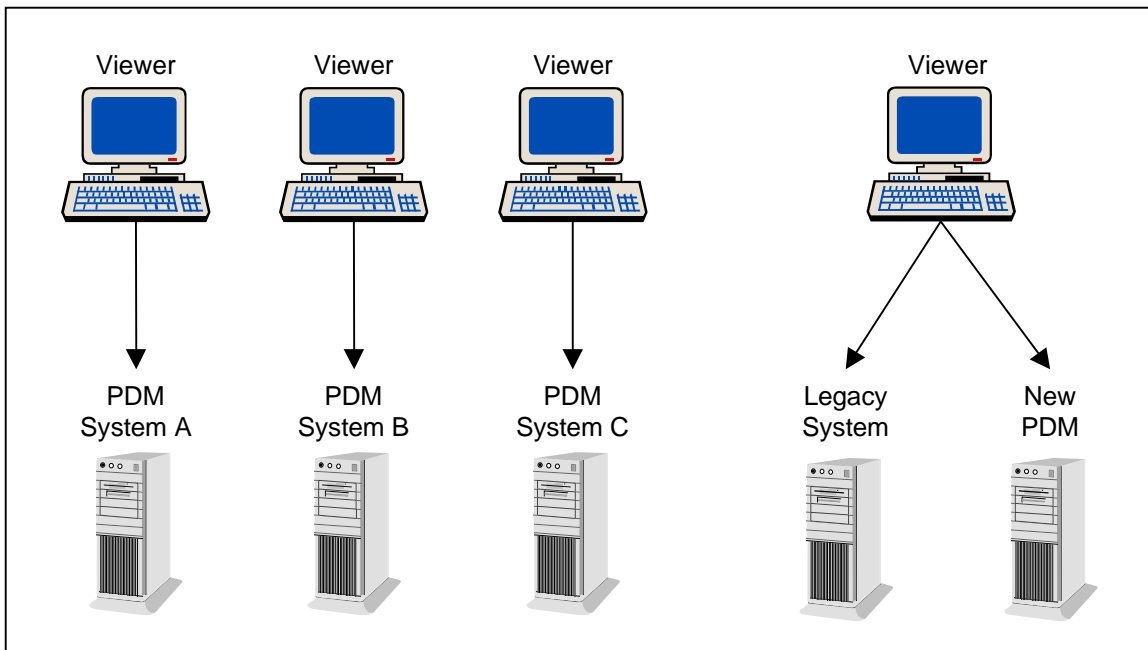 Viewer
Viewer
Viewer
Viewer
PDM
System A
PDM
System B
PDM
System C
Legacy
System
New
PDM